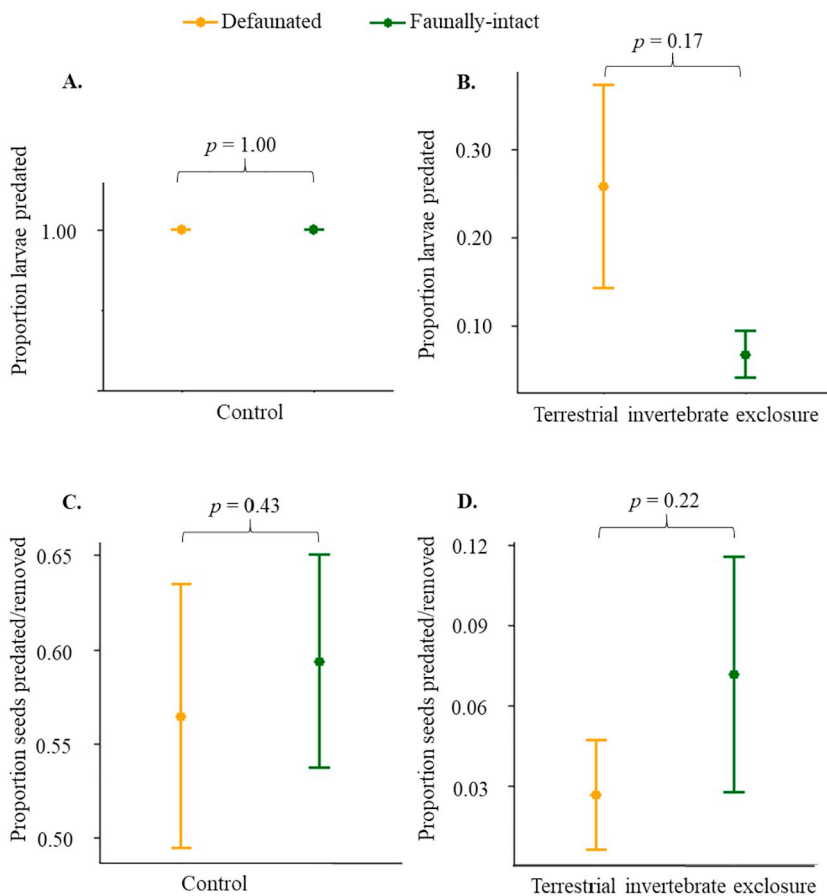 Defaunated Faunally-intact
A.
p = 1.00
Proportion larvae predated
1.00
Control
B.
p = 0.17
Proportion larvae predated
0.30
0.20
0.10
Terrestrial invertebrate exclosure
C.
p = 0.43
Proportion seeds predated/removed
0.65
0.60
0.55
0.50
Control
D.
p = 0.22
Proportion seeds predated/removed
0.12
0.09
0.06
0.03
Terrestrial invertebrate exclosure